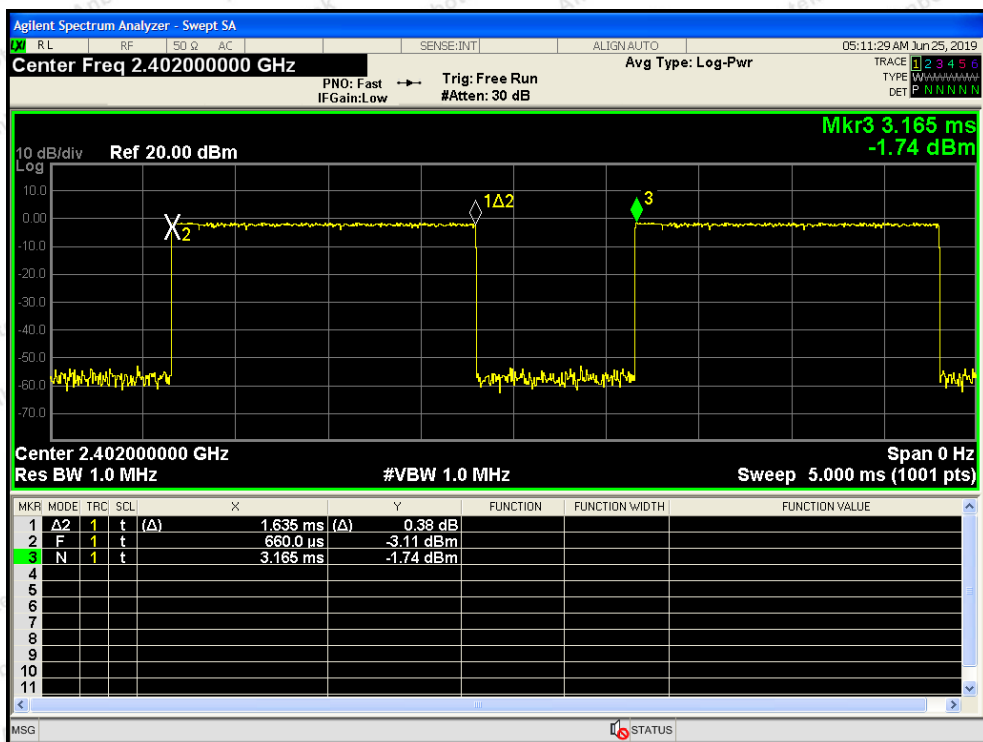 Agilent Spectrum Analyzer - Swept SA
LXI RL RF 50 Ω AC SENSE:INT ALIGN AUTO 05:11:29 AM Jun 25, 2019
Center Freq 2.402000000 GHz Avg Type: Log-Pwr TRACE 1 2 3 4 5 6
PNO: Fast Trig: Free Run TYPE WWWWWW
IFGain:Low #Atten: 30 dB DET P N N N N N
Mkr3 3.165 ms
10 dB/div Ref 20.00 dBm -1.74 dBm
Log
10.0
1Δ2 3
0.00
2
-10.0
-20.0
-30.0
-40.0
-50.0
-60.0
-70.0
Center 2.402000000 GHz Span 0 Hz
Res BW 1.0 MHz #VBW 1.0 MHz Sweep 5.000 ms (1001 pts)
MKR MODE TRC SCL X Y FUNCTION FUNCTION WIDTH FUNCTION VALUE
1 Δ2 1 t (Δ) 1.635 ms (Δ) 0.38 dB
2 F 1 t 660.0 µs -3.11 dBm
3 N 1 t 3.165 ms -1.74 dBm
4
5
6
7
8
9
10
11
MSG STATUS